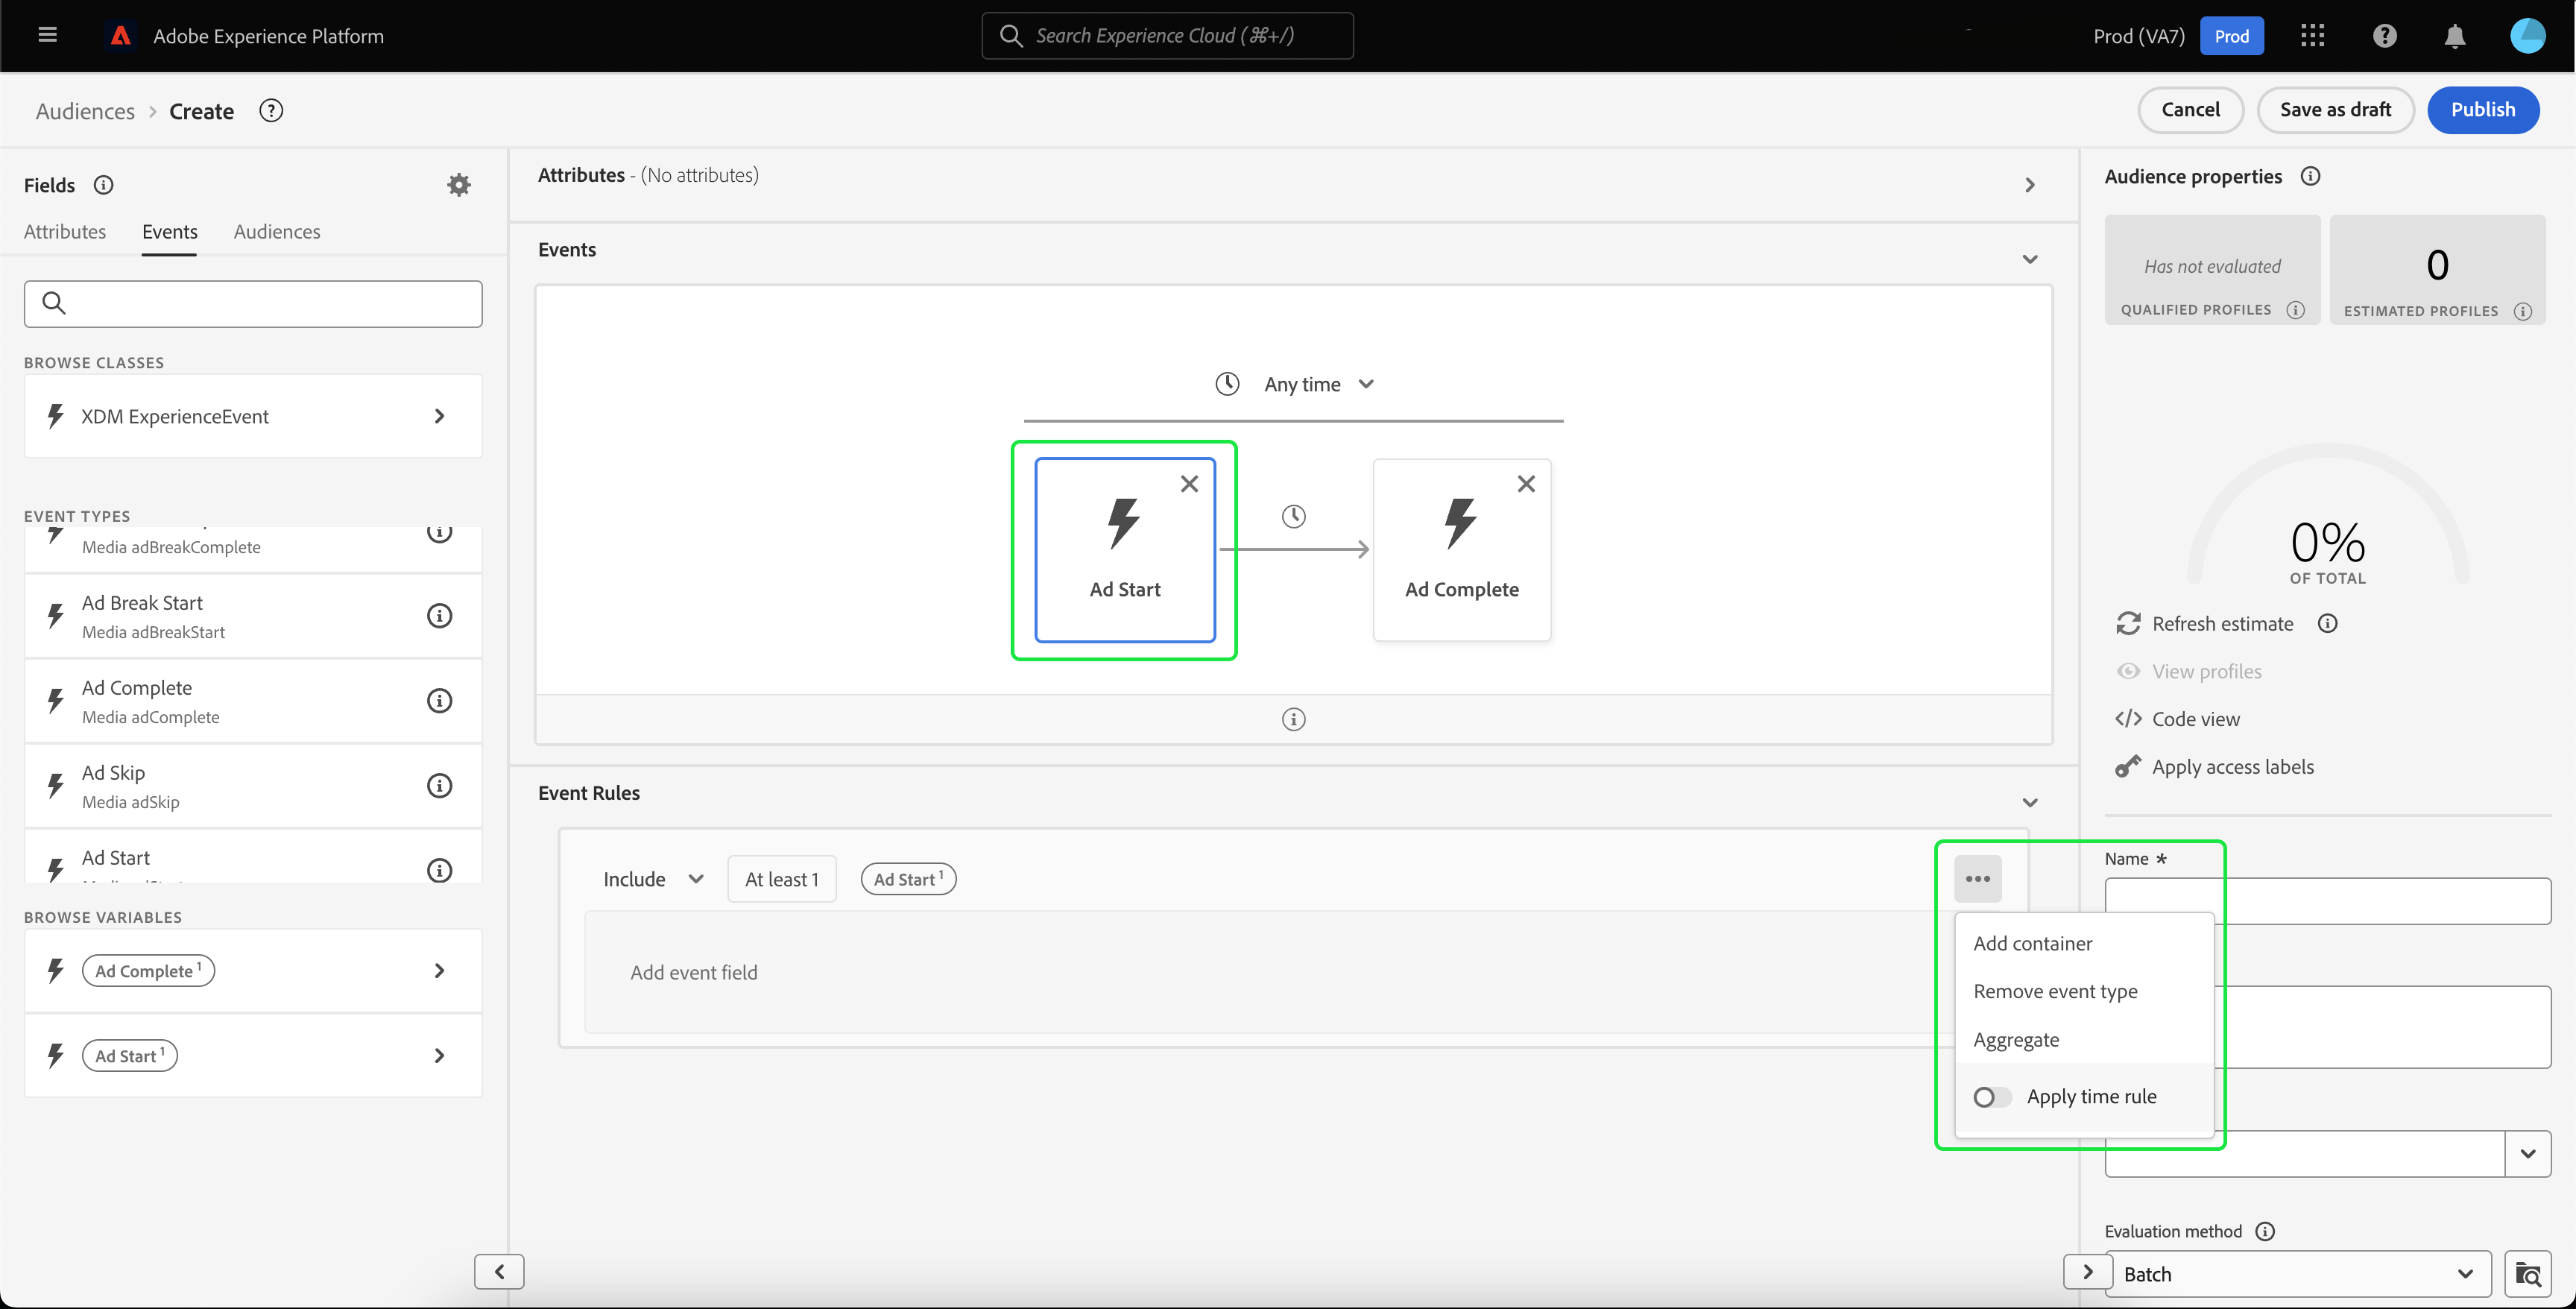 Adobe Experience Platform
Search Experience Cloud (⌘+/)
Prod (VA7)
Prod
Audiences > Create
Cancel
Save as draft
Publish
Fields
Attributes
Events
Audiences
BROWSE CLASSES
XDM ExperienceEvent
EVENT TYPES
Media adBreakComplete
Ad Break Start
Media adBreakStart
Ad Complete
Media adComplete
Ad Skip
Media adSkip
Ad Start
BROWSE VARIABLES
Ad Complete 1
Ad Start 1
Attributes - (No attributes)
Events
Any time
Ad Start
Ad Complete
Event Rules
Include
At least 1
Ad Start 1
Add event field
Add container
Remove event type
Aggregate
Apply time rule
Audience properties
Has not evaluated
QUALIFIED PROFILES
0
ESTIMATED PROFILES
0%
OF TOTAL
Refresh estimate
View profiles
Code view
Apply access labels
Name *
Evaluation method
Batch